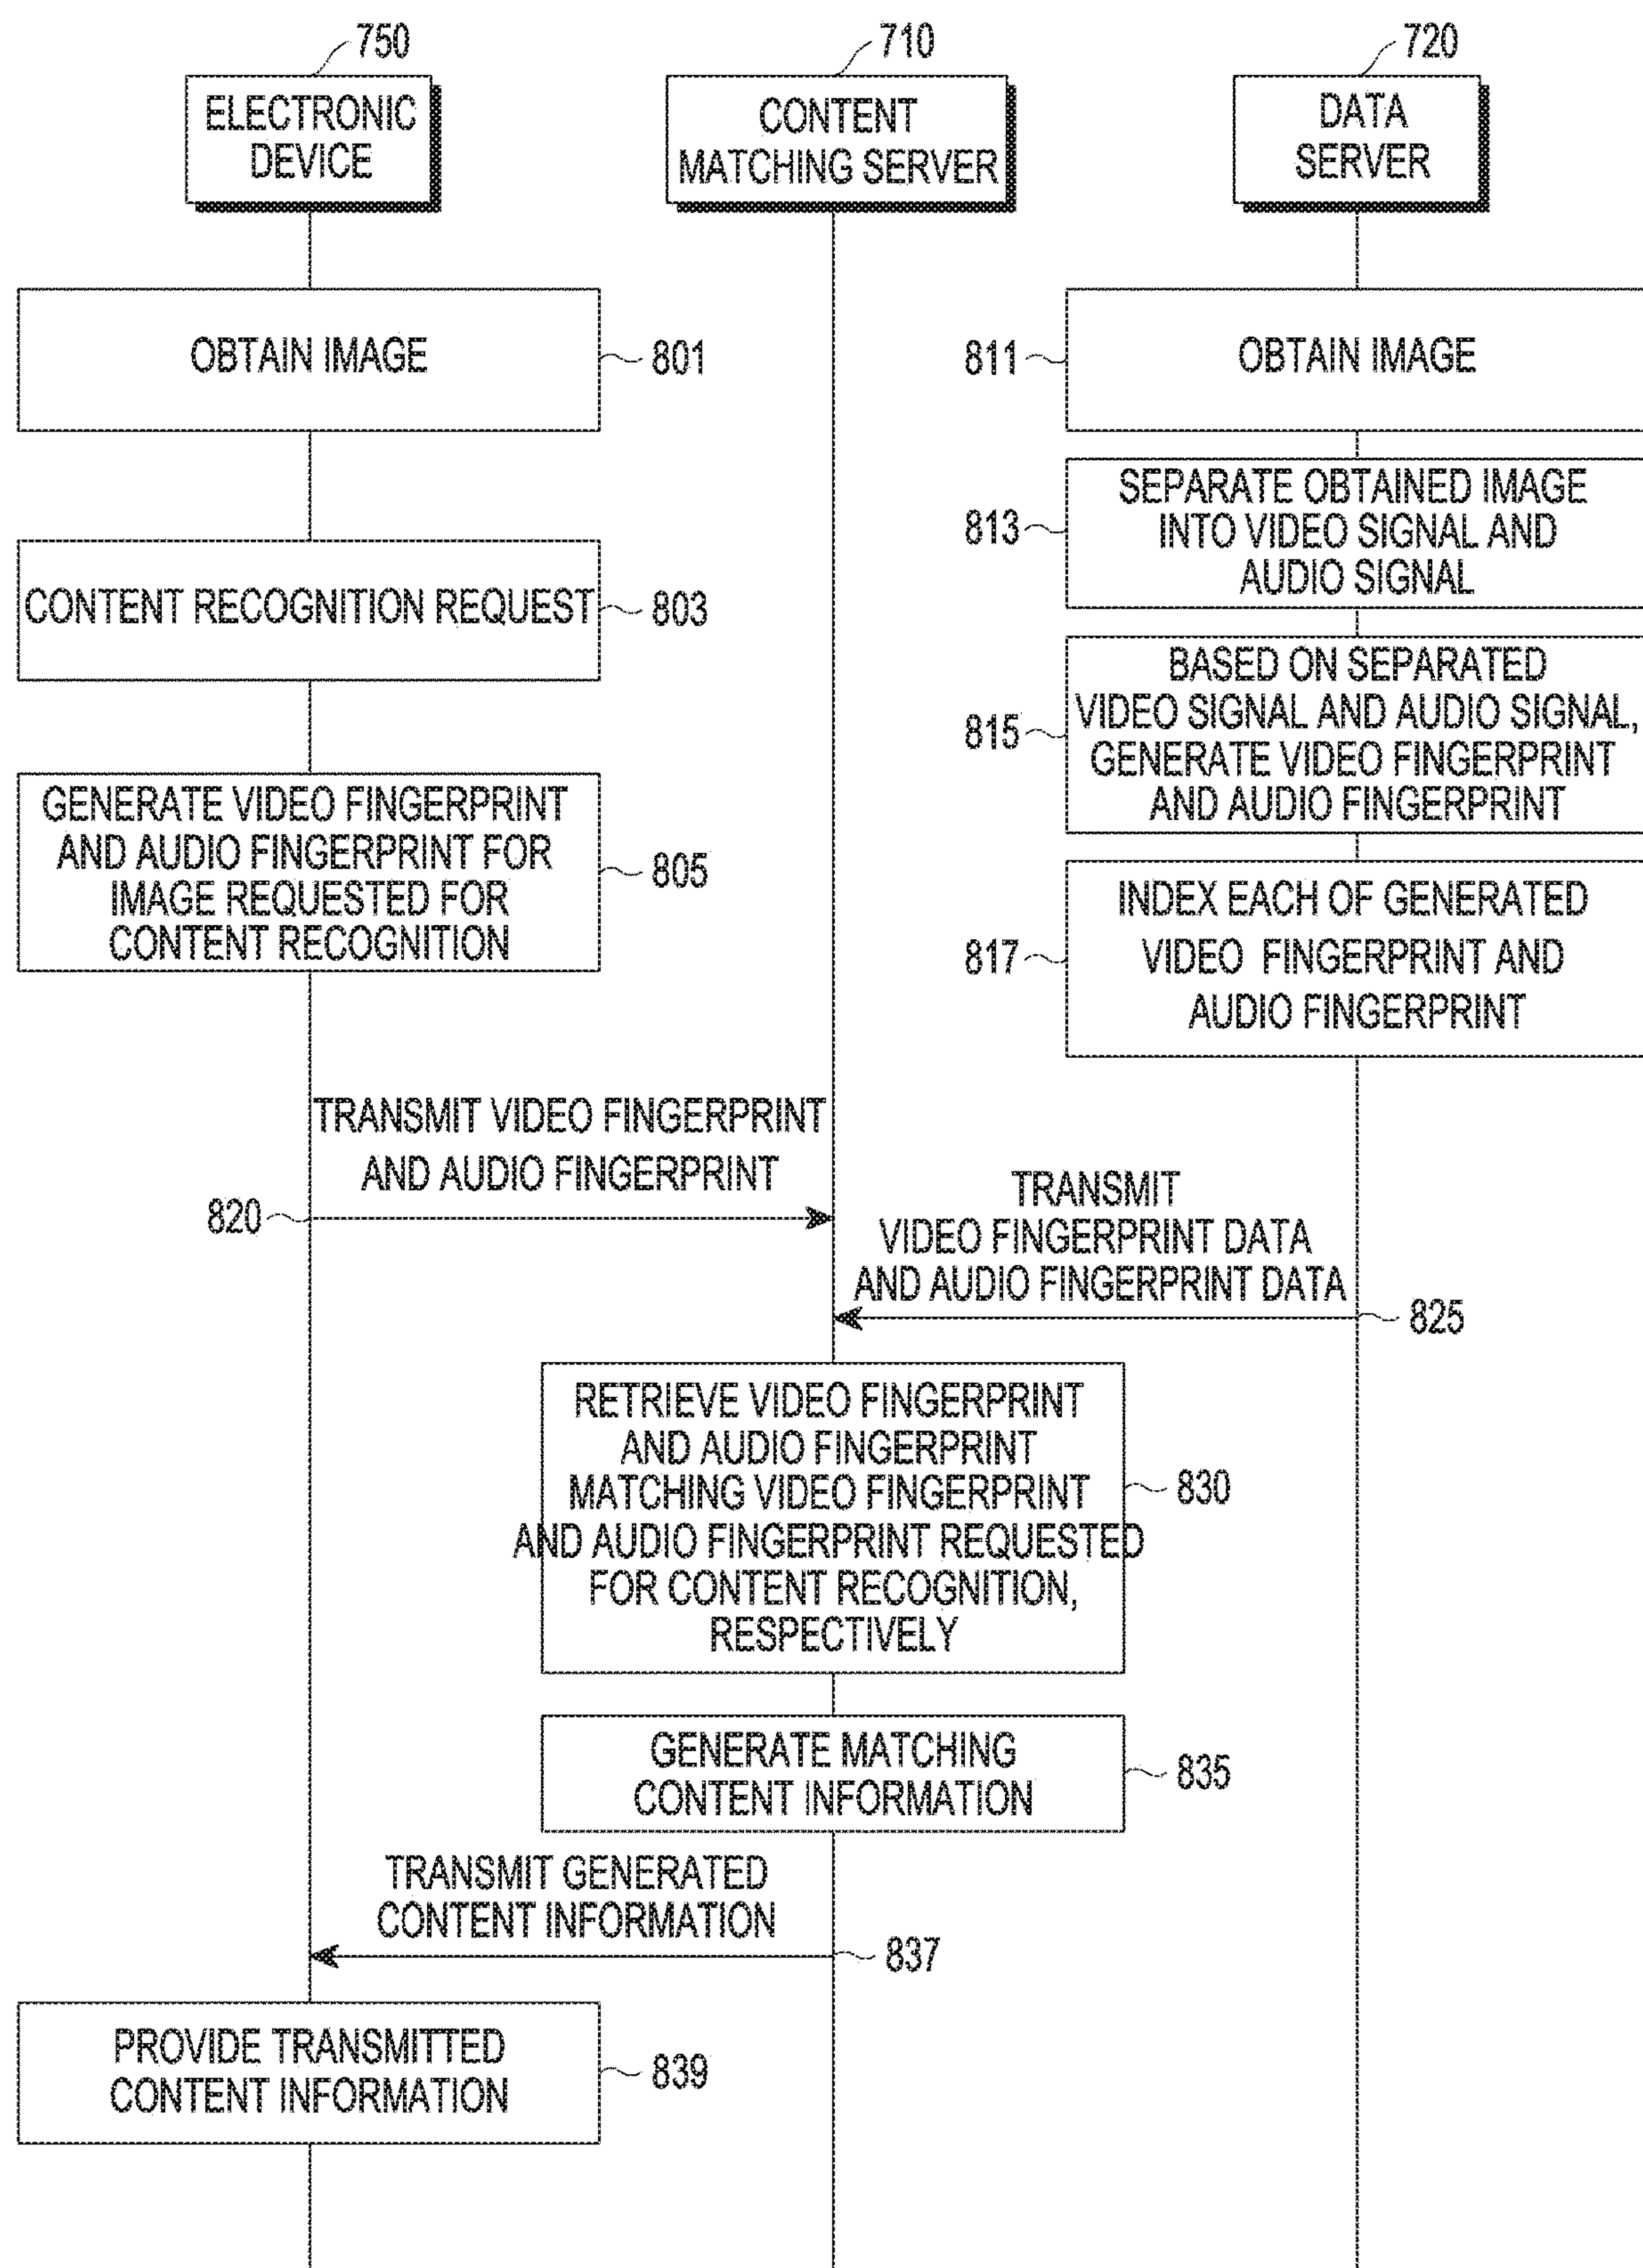 750
710
720
ELECTRONIC
DEVICE
CONTENT
MATCHING SERVER
DATA
SERVER
OBTAIN IMAGE
801
811
OBTAIN IMAGE
813
SEPARATE OBTAINED IMAGE
INTO VIDEO SIGNAL AND
AUDIO SIGNAL
CONTENT RECOGNITION REQUEST
803
815
BASED ON SEPARATED
VIDEO SIGNAL AND AUDIO SIGNAL,
GENERATE VIDEO FINGERPRINT
AND AUDIO FINGERPRINT
GENERATE VIDEO FINGERPRINT
AND AUDIO FINGERPRINT FOR
IMAGE REQUESTED FOR
CONTENT RECOGNITION
805
817
INDEX EACH OF GENERATED
VIDEO FINGERPRINT AND
AUDIO FINGERPRINT
TRANSMIT VIDEO FINGERPRINT
AND AUDIO FINGERPRINT
820
TRANSMIT
VIDEO FINGERPRINT DATA
AND AUDIO FINGERPRINT DATA
825
RETRIEVE VIDEO FINGERPRINT
AND AUDIO FINGERPRINT
MATCHING VIDEO FINGERPRINT
AND AUDIO FINGERPRINT REQUESTED
FOR CONTENT RECOGNITION,
RESPECTIVELY
830
GENERATE MATCHING
CONTENT INFORMATION
835
TRANSMIT GENERATED
CONTENT INFORMATION
837
PROVIDE TRANSMITTED
CONTENT INFORMATION
839